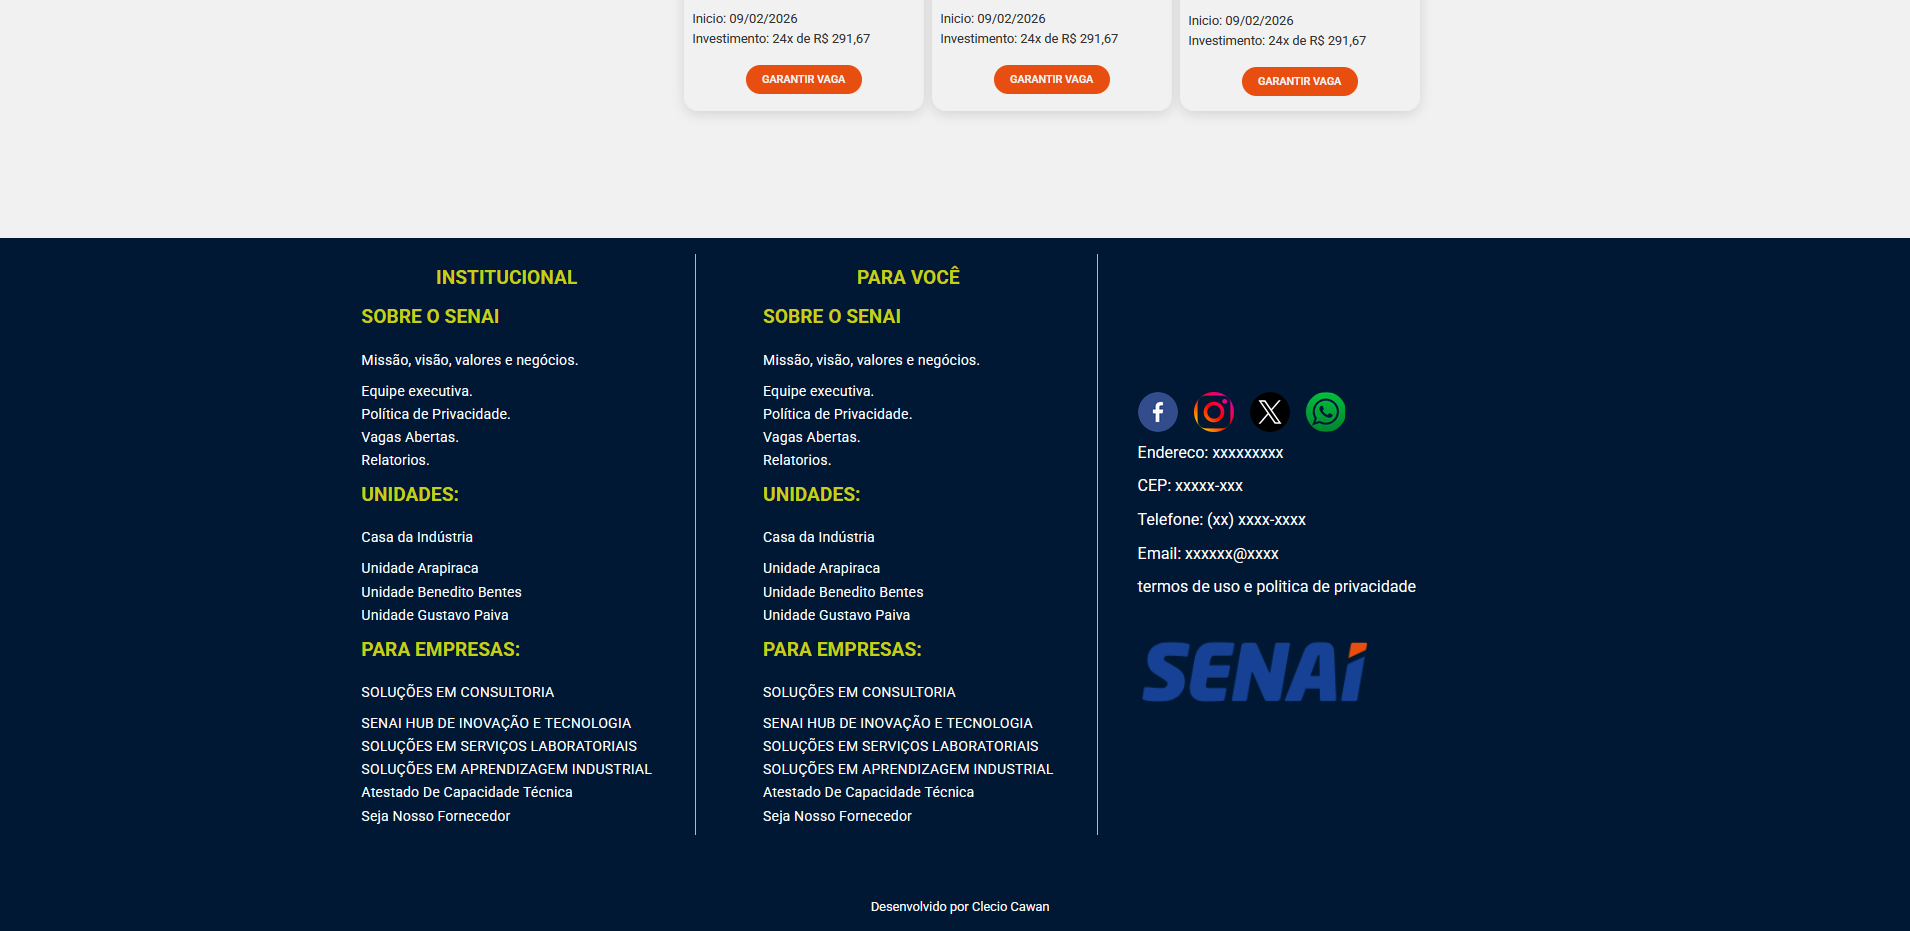 Inicio: 09/02/2026
Investimento: 24x de R$ 291,67
GARANTIR VAGA
Inicio: 09/02/2026
Investimento: 24x de R$ 291,67
GARANTIR VAGA
Inicio: 09/02/2026
Investimento: 24x de R$ 291,67
GARANTIR VAGA
INSTITUCIONAL
SOBRE O SENAI
Missão, visão, valores e negócios.
Equipe executiva.
Política de Privacidade.
Vagas Abertas.
Relatorios.
UNIDADES:
Casa da Indústria
Unidade Arapiraca
Unidade Benedito Bentes
Unidade Gustavo Paiva
PARA EMPRESAS:
SOLUÇÕES EM CONSULTORIA
SENAI HUB DE INOVAÇÃO E TECNOLOGIA
SOLUÇÕES EM SERVIÇOS LABORATORIAIS
SOLUÇÕES EM APRENDIZAGEM INDUSTRIAL
Atestado De Capacidade Técnica
Seja Nosso Fornecedor
PARA VOCÊ
SOBRE O SENAI
Missão, visão, valores e negócios.
Equipe executiva.
Política de Privacidade.
Vagas Abertas.
Relatorios.
UNIDADES:
Casa da Indústria
Unidade Arapiraca
Unidade Benedito Bentes
Unidade Gustavo Paiva
PARA EMPRESAS:
SOLUÇÕES EM CONSULTORIA
SENAI HUB DE INOVAÇÃO E TECNOLOGIA
SOLUÇÕES EM SERVIÇOS LABORATORIAIS
SOLUÇÕES EM APRENDIZAGEM INDUSTRIAL
Atestado De Capacidade Técnica
Seja Nosso Fornecedor
Endereco: xxxxxxxxx
CEP: xxxxx-xxx
Telefone: (xx) xxxx-xxxx
Email: xxxxxx@xxxx
termos de uso e politica de privacidade
SENAI
Desenvolvido por Clecio Cawan